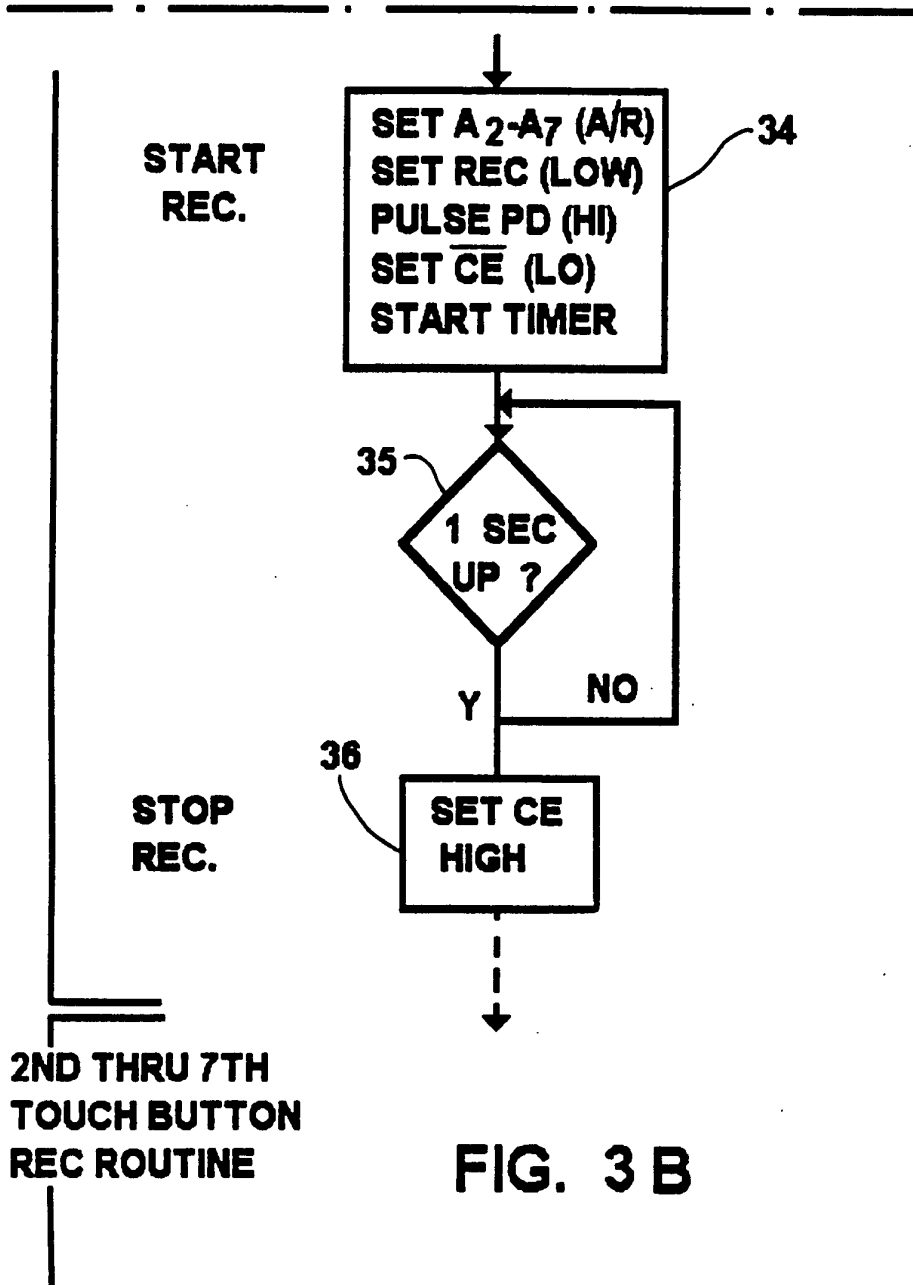 START
REC.
SET A2-A7 (A/R)
SET REC (LOW)
PULSE PD (HI)
SET C̅E̅ (LO)
START TIMER
34
35
1 SEC
UP ?
Y
NO
36
STOP
REC.
SET CE
HIGH
2ND THRU 7TH
TOUCH BUTTON
REC ROUTINE
FIG. 3 B